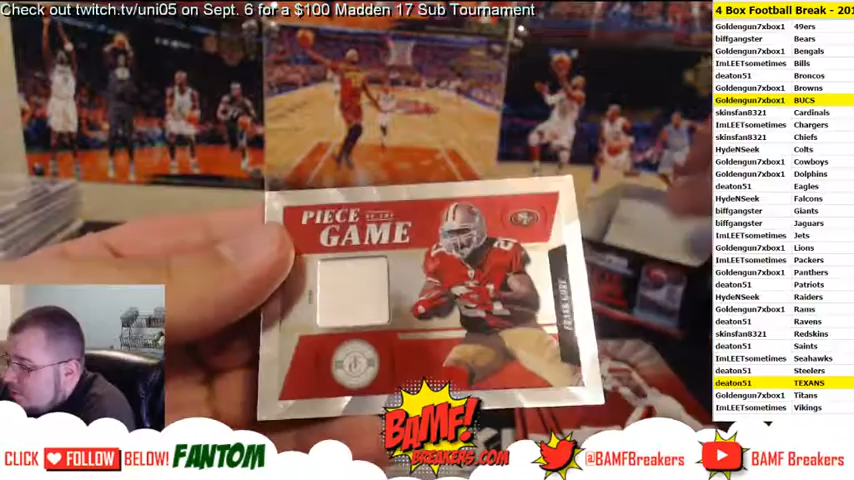 Check out twitch.tv/uni05 on Sept. 6 for a $100 Madden 17 Sub Tournament
4 Box Football Break - 201
Goldengun7xbox1 49ers
biffgangster Bears
Goldengun7xbox1 Bengals
ImLEETsometimes Bills
deaton51 Broncos
Goldengun7xbox1 Browns
Goldengun7xbox1 BUCS
skinsfan8321 Cardinals
ImLEETsometimes Chargers
skinsfan8321 Chiefs
HydeNSeek Colts
Goldengun7xbox1 Cowboys
Goldengun7xbox1 Dolphins
deaton51 Eagles
HydeNSeek Falcons
biffgangster Giants
biffgangster Jaguars
ImLEETsometimes Jets
Goldengun7xbox1 Lions
ImLEETsometimes Packers
Goldengun7xbox1 Panthers
deaton51 Patriots
HydeNSeek Raiders
Goldengun7xbox1 Rams
deaton51 Ravens
skinsfan8321 Redskins
deaton51 Saints
ImLEETsometimes Seahawks
deaton51 Steelers
deaton51 TEXANS
Goldengun7xbox1 Titans
ImLEETsometimes Vikings
PIECE
OF THE
GAME
FRANK GORE
CLICK FOLLOW BELOW! FANTOM
BAMF!
BREAKERS.COM
@BAMFBreakers
BAMF Breakers